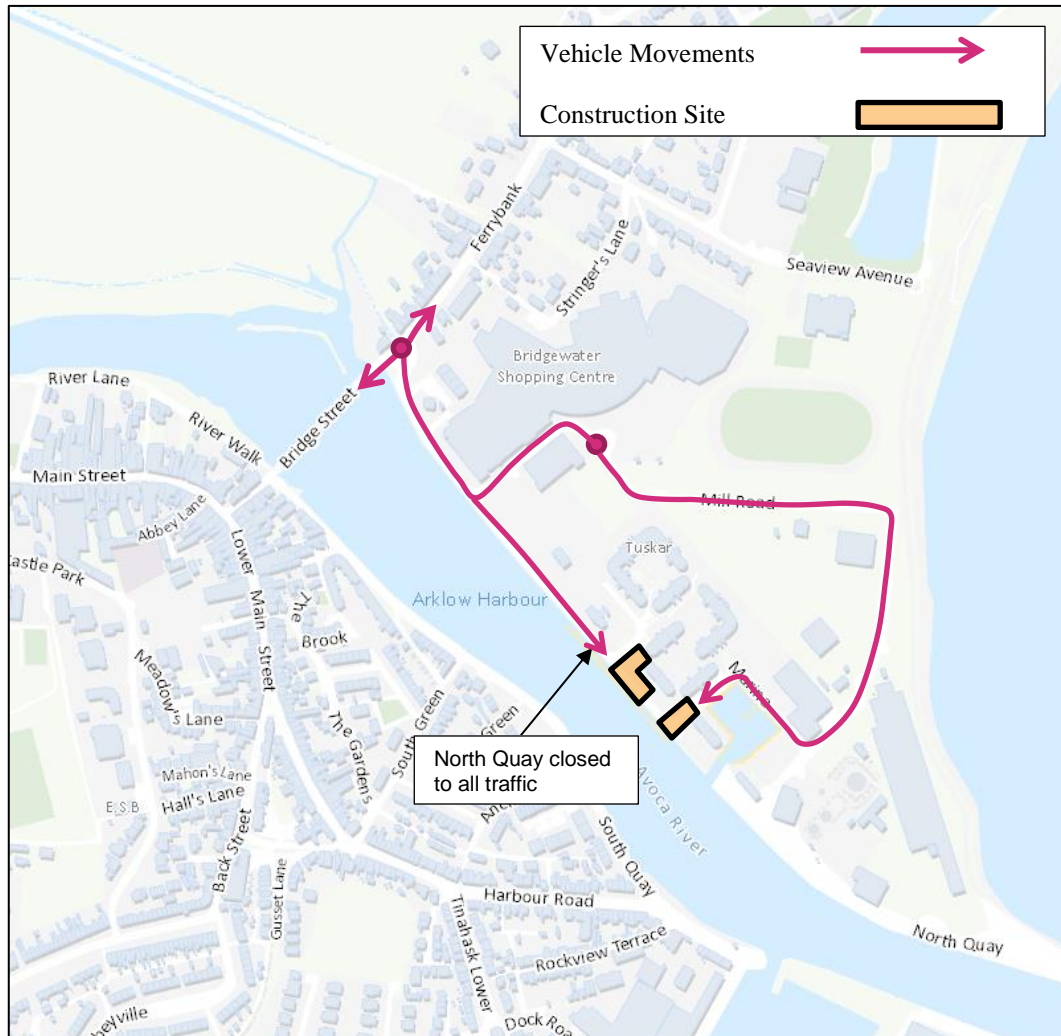 Vehicle Movements
Construction Site
Ferrybank
Stringer's Lane
Seaview Avenue
Bridgewater
Shopping Centre
River Lane
River Walk
Bridge Street
Main Street
Abbey Lane
Mill Road
Lower Main Street
Castle Park
Tuskar
Arklow Harbour
The Brook
Meadow's Lane
Marina
South Green
Green
The Gardens
North Quay closed
to all traffic
Mahon's Lane
Hall's Lane
E.S.B
Avoca River
Back Street
South Quay
Gusset Lane
Harbour Road
Tinahask Lower
North Quay
Rockview Terrace
Dock Roa